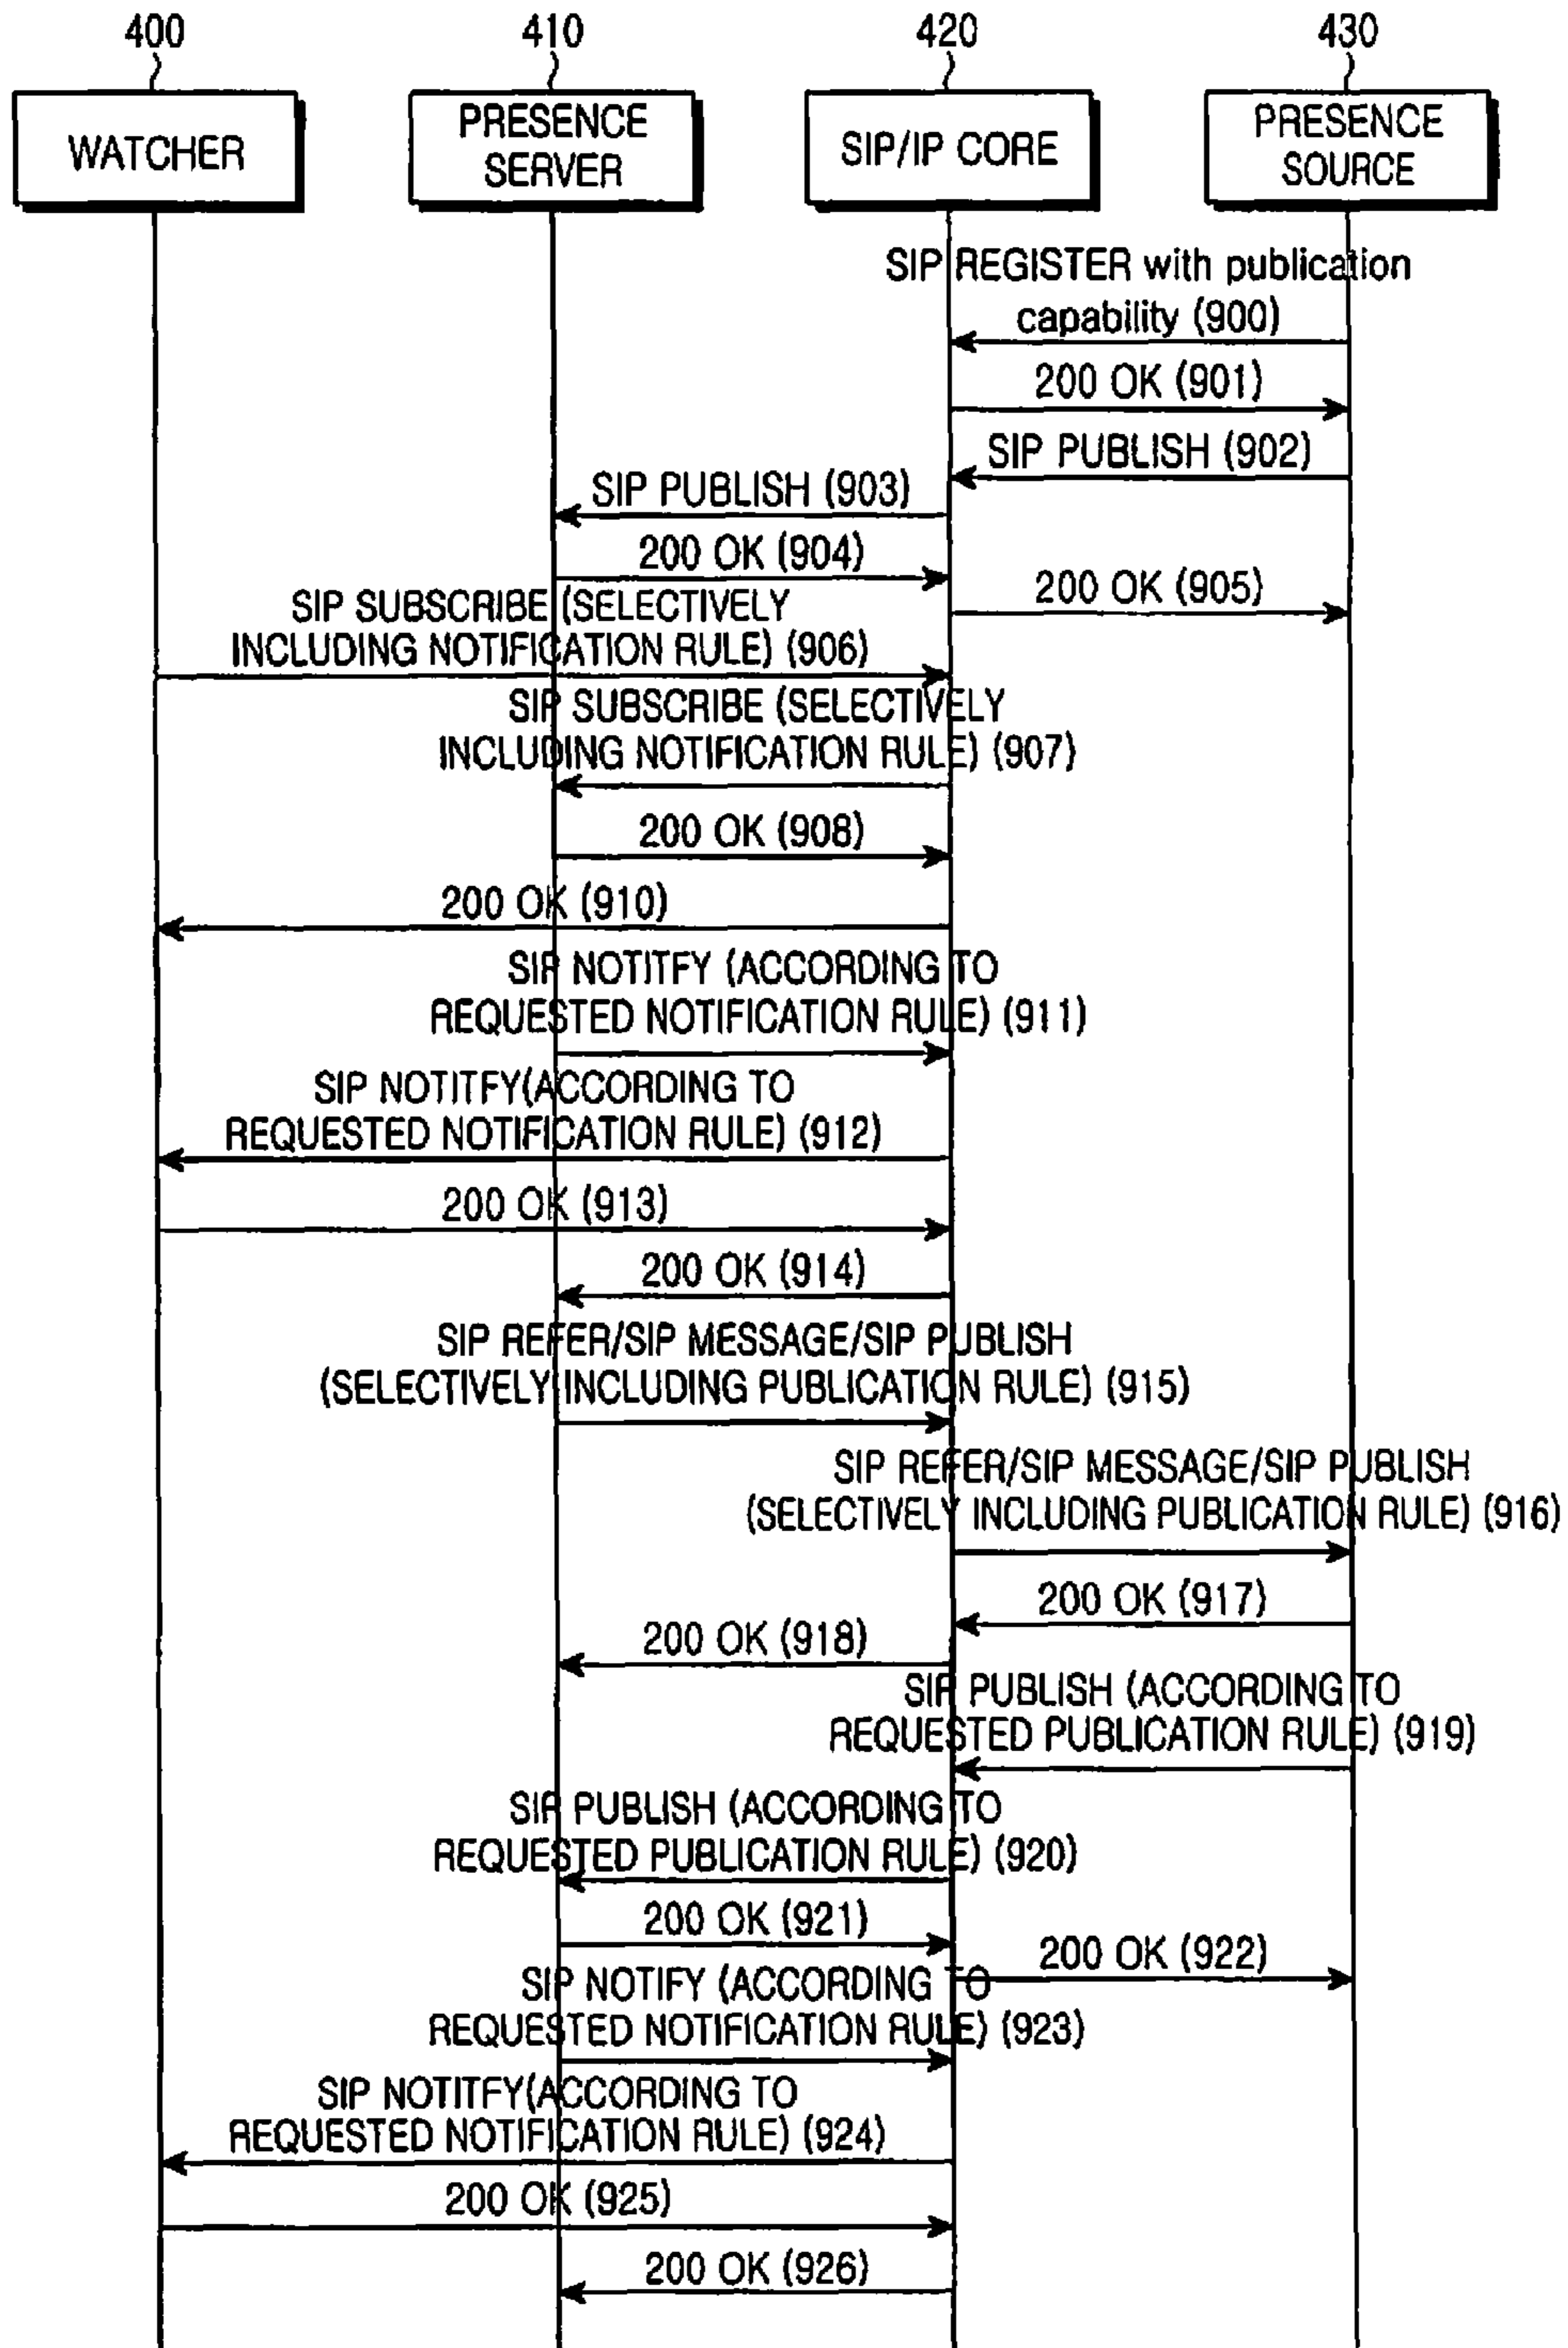 400
410
420
430
WATCHER
PRESENCE
SERVER
SIP/IP CORE
PRESENCE
SOURCE
SIP REGISTER with publication
capability (900)
200 OK (901)
SIP PUBLISH (902)
SIP PUBLISH (903)
200 OK (904)
200 OK (905)
SIP SUBSCRIBE (SELECTIVELY
INCLUDING NOTIFICATION RULE) (906)
SIP SUBSCRIBE (SELECTIVELY
INCLUDING NOTIFICATION RULE) (907)
200 OK (908)
200 OK (910)
SIP NOTITFY (ACCORDING TO
REQUESTED NOTIFICATION RULE) (911)
SIP NOTITFY(ACCORDING TO
REQUESTED NOTIFICATION RULE) (912)
200 OK (913)
200 OK (914)
SIP REFER/SIP MESSAGE/SIP PUBLISH
(SELECTIVELY INCLUDING PUBLICATION RULE) (915)
SIP REFER/SIP MESSAGE/SIP PUBLISH
(SELECTIVELY INCLUDING PUBLICATION RULE) (916)
200 OK (917)
200 OK (918)
SIP PUBLISH (ACCORDING TO
REQUESTED PUBLICATION RULE) (919)
SIP PUBLISH (ACCORDING TO
REQUESTED PUBLICATION RULE) (920)
200 OK (921)
200 OK (922)
SIP NOTIFY (ACCORDING TO
REQUESTED NOTIFICATION RULE) (923)
SIP NOTITFY(ACCORDING TO
REQUESTED NOTIFICATION RULE) (924)
200 OK (925)
200 OK (926)